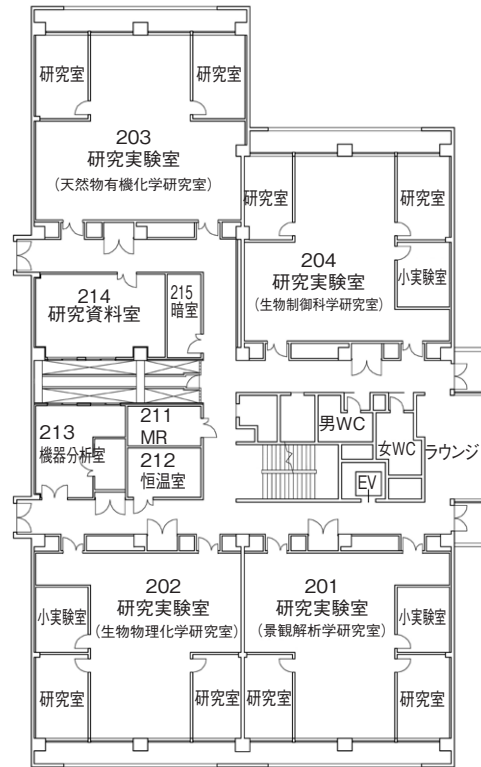 研究室
研究室
203
研究実験室
(天然物有機化学研究室)
研究室
研究室
204
研究実験室
(生物制御科学研究室)
小実験室
214
研究資料室
215
暗室
213
機器分析室
211
MR
212
恒温室
男WC
女WC
ラウンジ
EV
202
研究実験室
(生物物理化学研究室)
小実験室
研究室
研究室
201
研究実験室
(景観解析学研究室)
小実験室
研究室
研究室